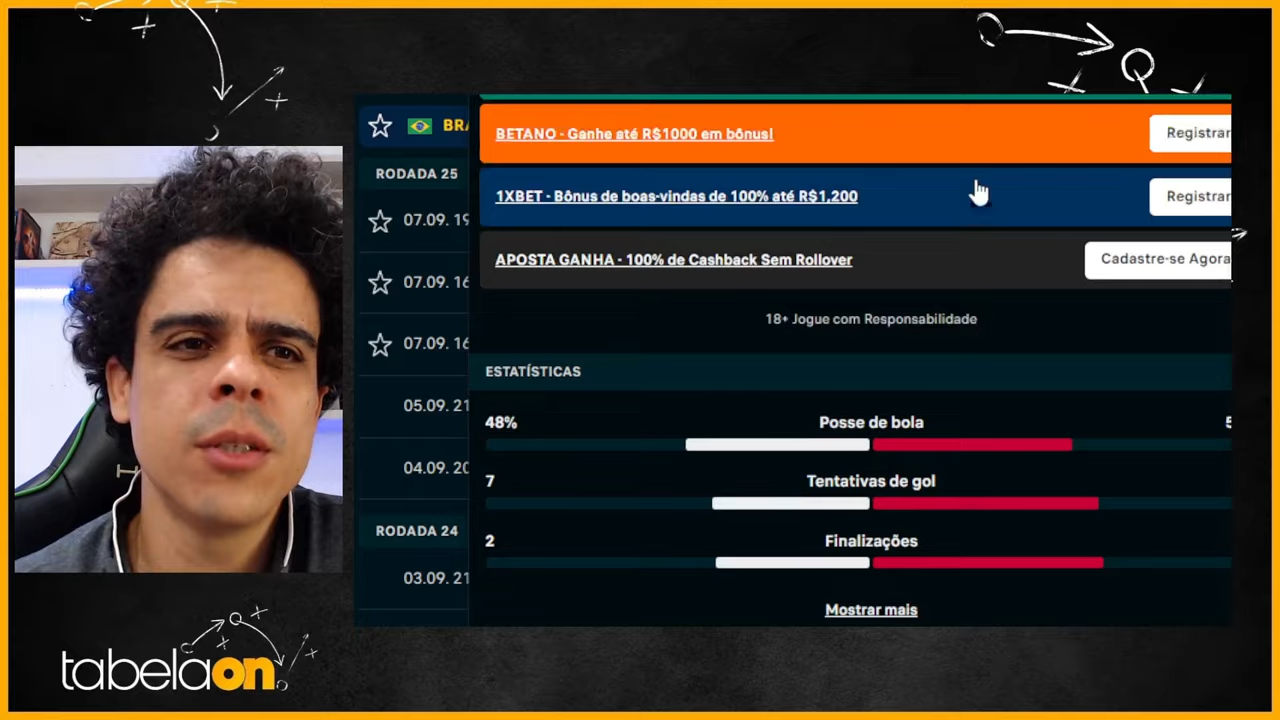 BRA
RODADA 25
07.09. 19
07.09. 16
07.09. 16
05.09. 21
04.09. 20
RODADA 24
03.09. 21
BETANO - Ganhe até R$1000 em bônus!
Registrar
1XBET - Bônus de boas-vindas de 100% até R$1,200
Registrar
APOSTA GANHA - 100% de Cashback Sem Rollover
Cadastre-se Agora
18+ Jogue com Responsabilidade
ESTATÍSTICAS
48% Posse de bola 5
7 Tentativas de gol
2 Finalizações
Mostrar mais
tabelaon